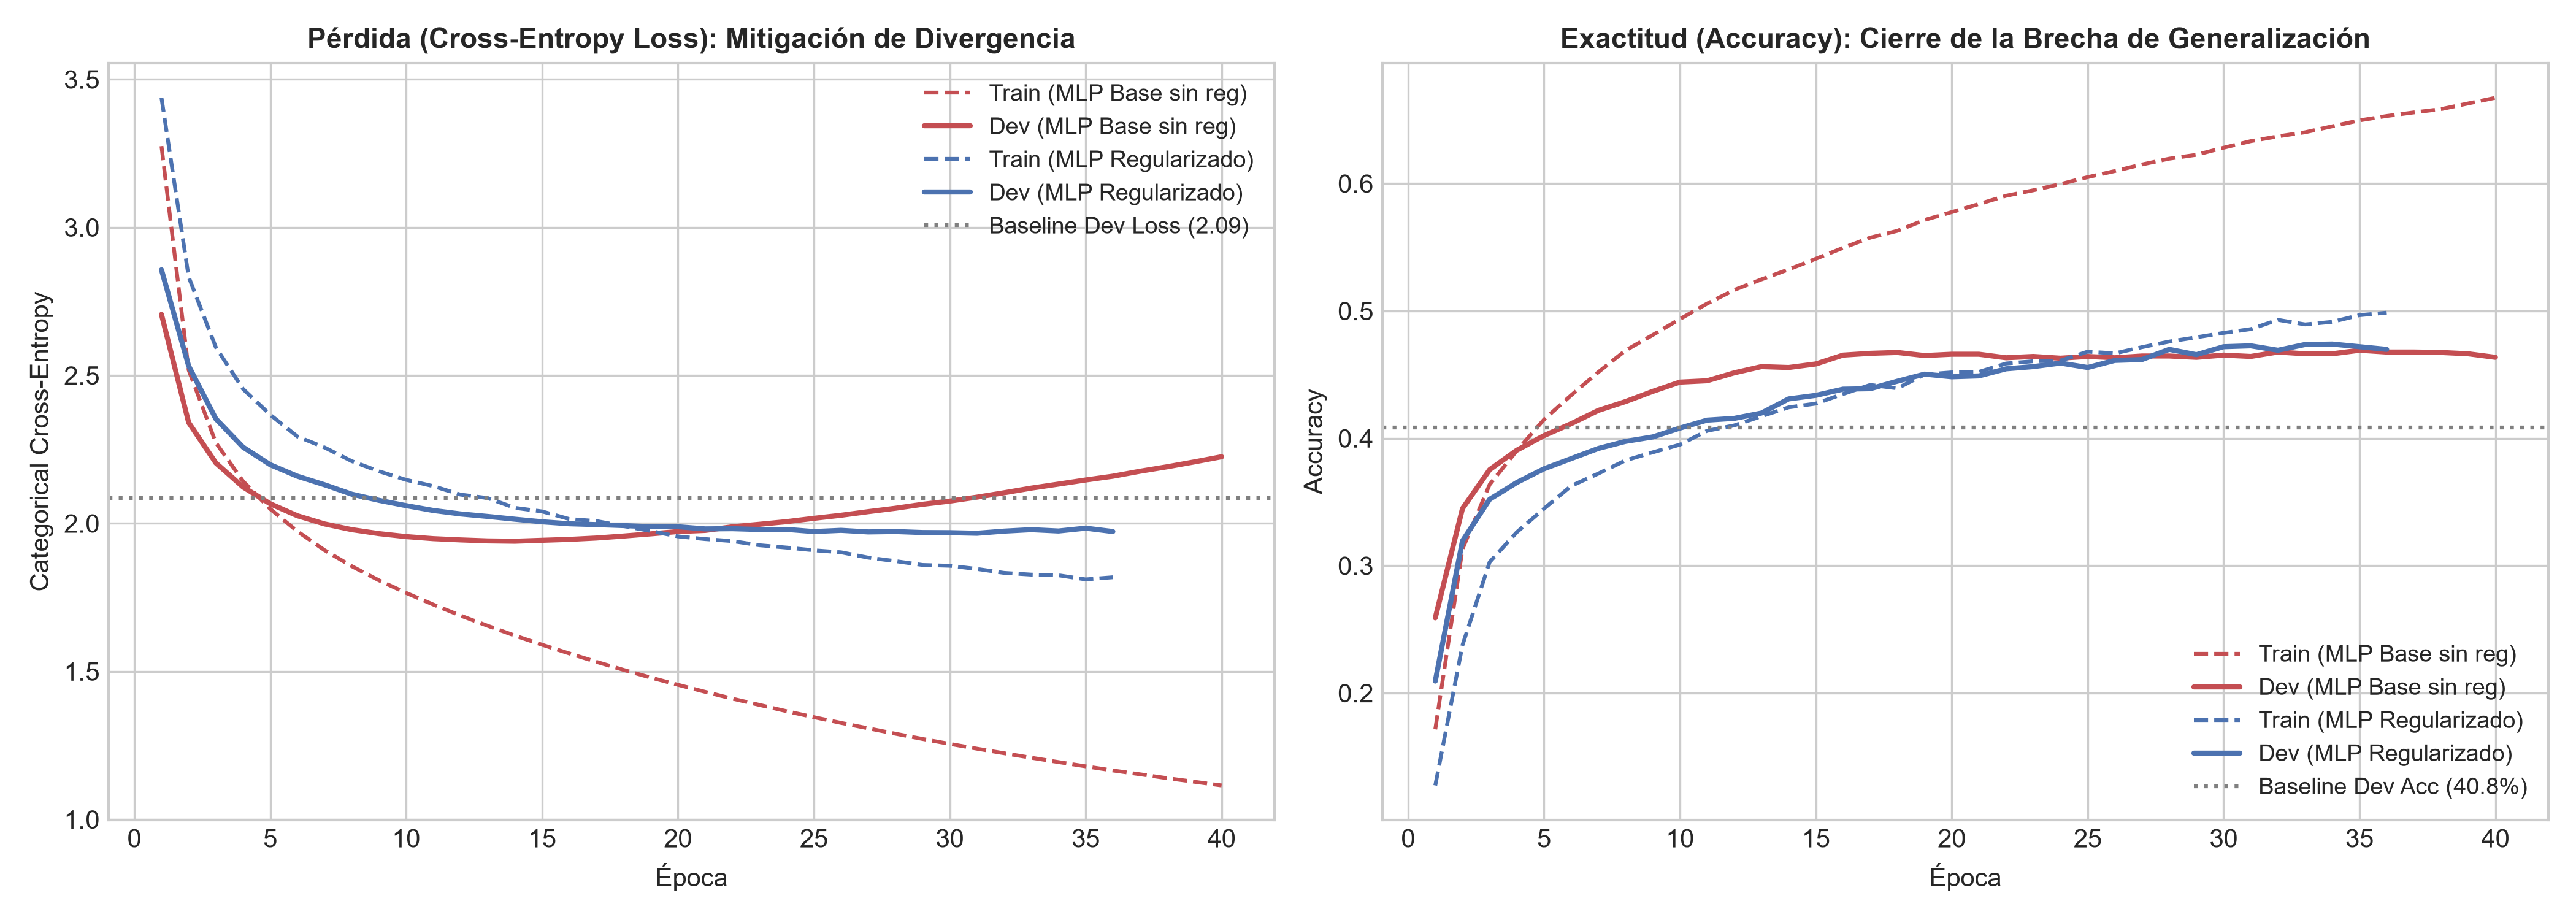 Pérdida (Cross-Entropy Loss): Mitigación de Divergencia
3.5
3.0
2.5
2.0
1.5
1.0
Categorical Cross-Entropy
Train (MLP Base sin reg)
Dev (MLP Base sin reg)
Train (MLP Regularizado)
Dev (MLP Regularizado)
Baseline Dev Loss (2.09)
0 5 10 15 20 25 30 35 40
Época
Exactitud (Accuracy): Cierre de la Brecha de Generalización
0.6
0.5
0.4
0.3
0.2
Accuracy
Train (MLP Base sin reg)
Dev (MLP Base sin reg)
Train (MLP Regularizado)
Dev (MLP Regularizado)
Baseline Dev Acc (40.8%)
0 5 10 15 20 25 30 35 40
Época